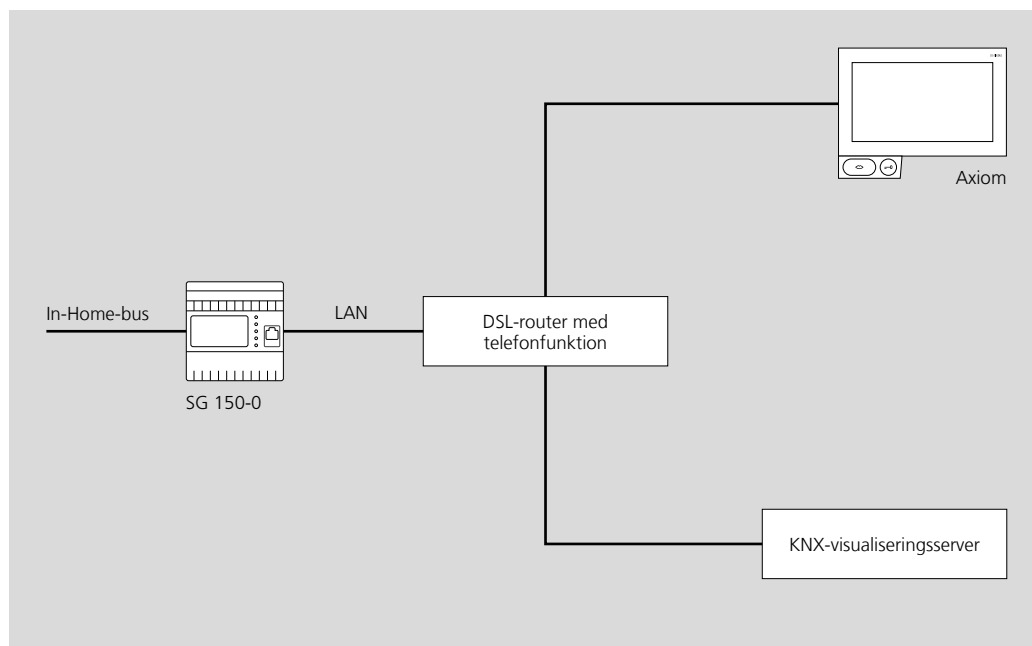 Axiom
In-Home-bus
LAN
DSL-router med
telefonfunktion
SG 150-0
KNX-visualiseringsserver